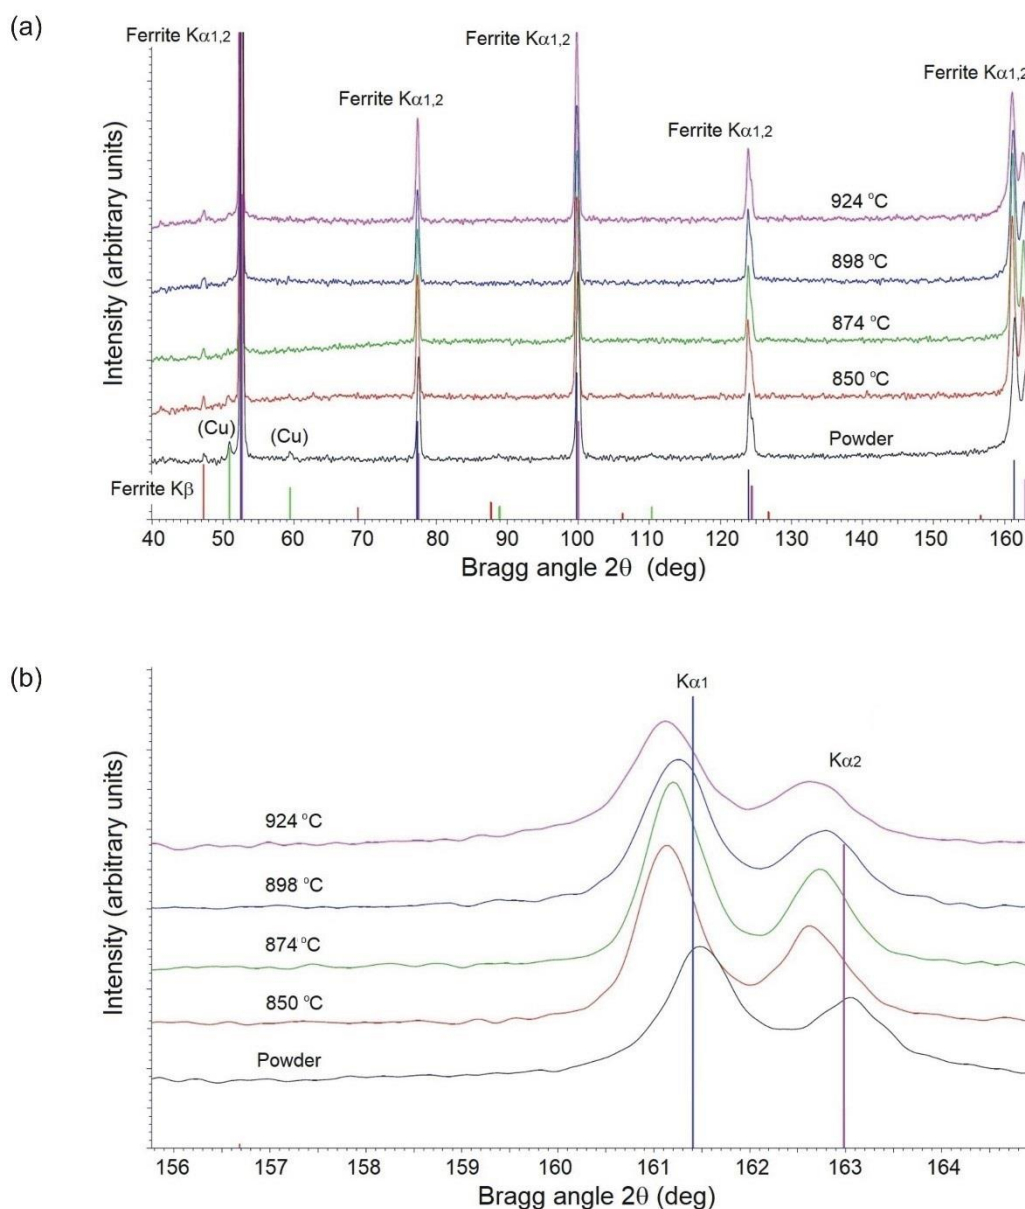 (a)
Ferrite Kα1,2
Ferrite Kα1,2
Ferrite Kα1,2
Ferrite Kα1,2
Ferrite Kα1,2
924 °C
898 °C
874 °C
850 °C
Powder
(Cu)
(Cu)
Ferrite Kβ
Intensity (arbitrary units)
40 50 60 70 80 90 100 110 120 130 140 150 160
Bragg angle 2θ (deg)
(b)
Kα1
Kα2
924 °C
898 °C
874 °C
850 °C
Powder
Intensity (arbitrary units)
156 157 158 159 160 161 162 163 164
Bragg angle 2θ (deg)